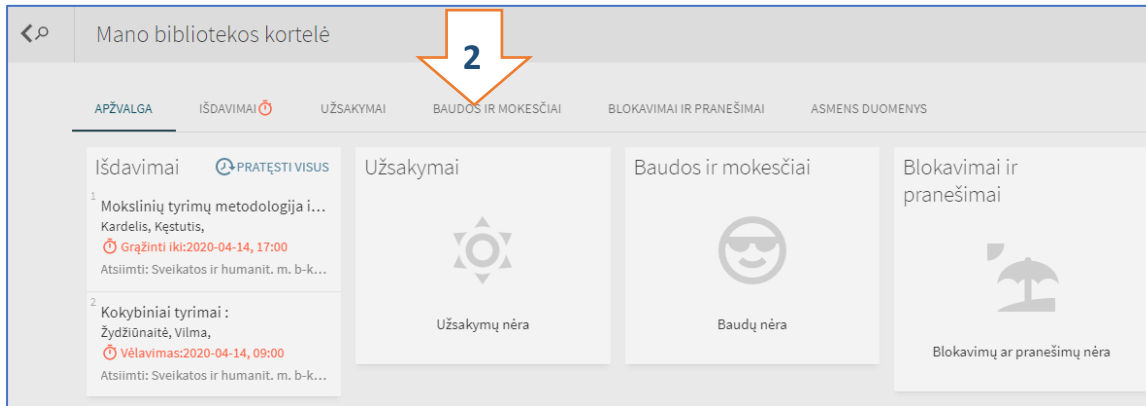 Mano bibliotekos kortelė
2
APŽVALGA IŠDAVIMAI UŽSAKYMAI BAUDOS IR MOKESČIAI BLOKAVIMAI IR PRANEŠIMAI ASMENS DUOMENYS
Išdavimai PRATĘSTI VISUS
1
Mokslinių tyrimų metodologija i...
Kardelis, Kęstutis,
Grąžinti iki:2020-04-14, 17:00
Atsiimti: Sveikatos ir humanit. m. b-k...
2
Kokybiniai tyrimai :
Žydžiūnaitė, Vilma,
Vėlavimas:2020-04-14, 09:00
Atsiimti: Sveikatos ir humanit. m. b-k...
Užsakymai
Užsakymų nėra
Baudos ir mokesčiai
Baudų nėra
Blokavimai ir
pranešimai
Blokavimų ar pranešimų nėra